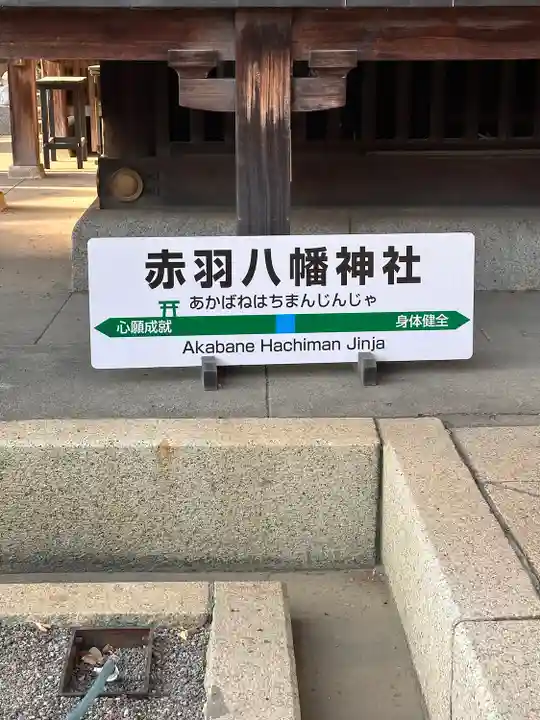 赤羽八幡神社
あかばねはちまんじんじゃ
心願成就 身体健全
Akabane Hachiman Jinja